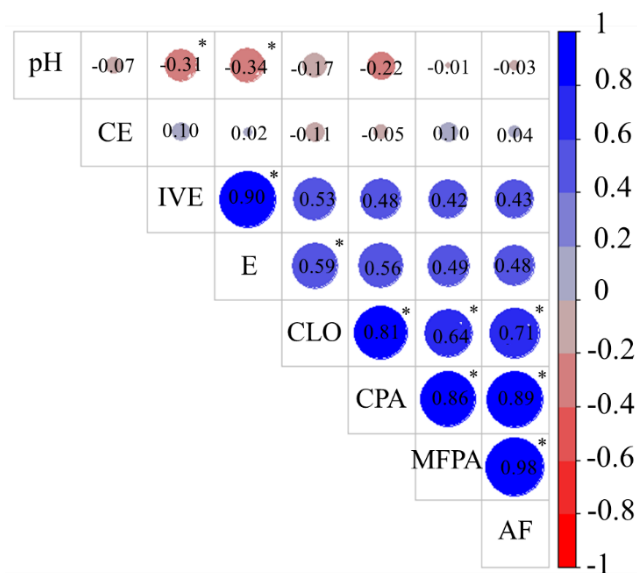 pH -0.07 -0.31* -0.34* -0.17 -0.22 -0.01 -0.03
CE 0.10 0.02 -0.11 -0.05 0.10 0.04
IVE 0.90* 0.53 0.48 0.42 0.43
E 0.59* 0.56 0.49 0.48
CLO 0.81* 0.64* 0.71*
CPA 0.86* 0.89*
MFPA 0.98*
AF
1
0.8
0.6
0.4
0.2
0
-0.2
-0.4
-0.6
-0.8
-1